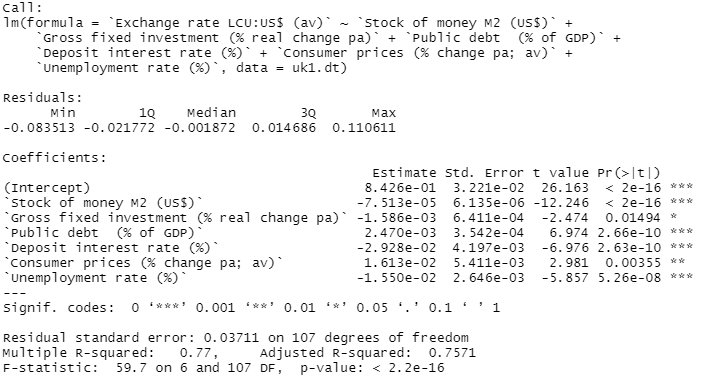 Call:
lm(formula = `Exchange rate LCU:US$ (av)` ~ `Stock of money M2 (US$)` +
`Gross fixed investment (% real change pa)` + `Public debt  (% of GDP)` +
`Deposit interest rate (%)` + `Consumer prices (% change pa; av)` +
`Unemployment rate (%)`, data = uk1.dt)
Residuals:
Min 1Q Median 3Q Max
-0.083513 -0.021772 -0.001872 0.014686 0.110611
Coefficients:
Estimate Std. Error t value Pr(>|t|)
(Intercept) 8.426e-01 3.221e-02 26.163 < 2e-16 ***
`Stock of money M2 (US$)` -7.513e-05 6.135e-06 -12.246 < 2e-16 ***
`Gross fixed investment (% real change pa)` -1.586e-03 6.411e-04 -2.474 0.01494 *
`Public debt  (% of GDP)` 2.470e-03 3.542e-04 6.974 2.66e-10 ***
`Deposit interest rate (%)` -2.928e-02 4.197e-03 -6.976 2.63e-10 ***
`Consumer prices (% change pa; av)` 1.613e-02 5.411e-03 2.981 0.00355 **
`Unemployment rate (%)` -1.550e-02 2.646e-03 -5.857 5.26e-08 ***
---
Signif. codes:  0 ‘***’ 0.001 ‘**’ 0.01 ‘*’ 0.05 ‘.’ 0.1 ‘ ’ 1
Residual standard error: 0.03711 on 107 degrees of freedom
Multiple R-squared:   0.77,	Adjusted R-squared:  0.7571
F-statistic:  59.7 on 6 and 107 DF,  p-value: < 2.2e-16